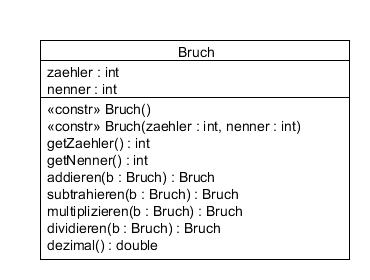 Bruch
zaehler : int
nenner : int
«constr» Bruch()
«constr» Bruch(zaehler : int, nenner : int)
getZaehler() : int
getNenner() : int
addieren(b : Bruch) : Bruch
subtrahieren(b : Bruch) : Bruch
multiplizieren(b : Bruch) : Bruch
dividieren(b : Bruch) : Bruch
dezimal() : double